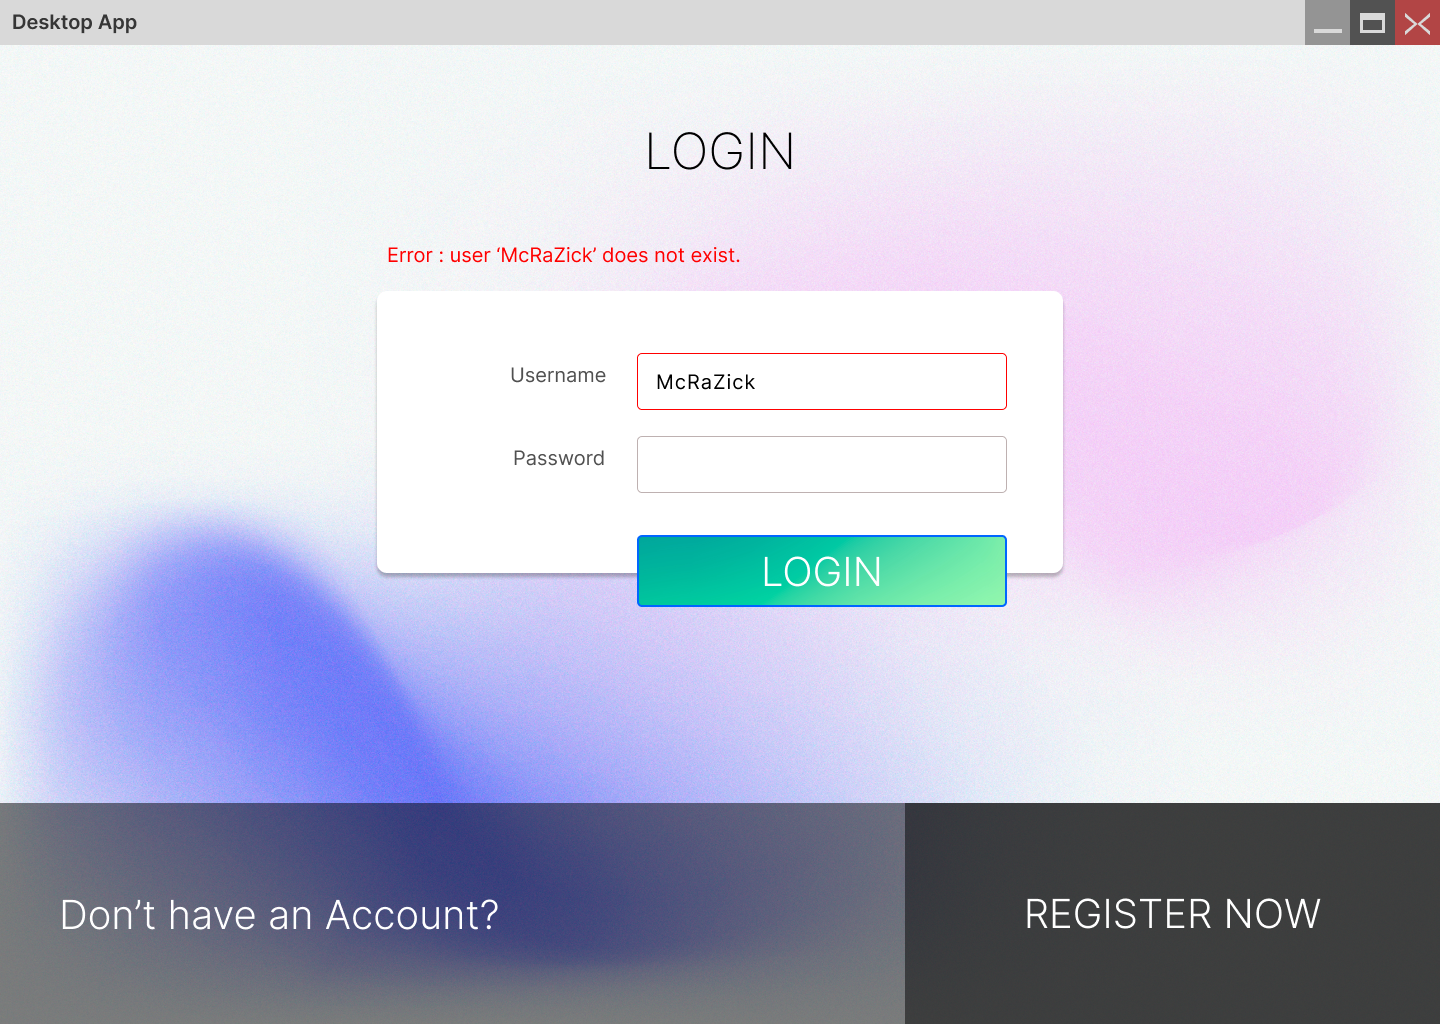 Desktop App
LOGIN
Error : user ‘McRaZick’ does not exist.
Username
McRaZick
Password
LOGIN
Don’t have an Account?
REGISTER NOW